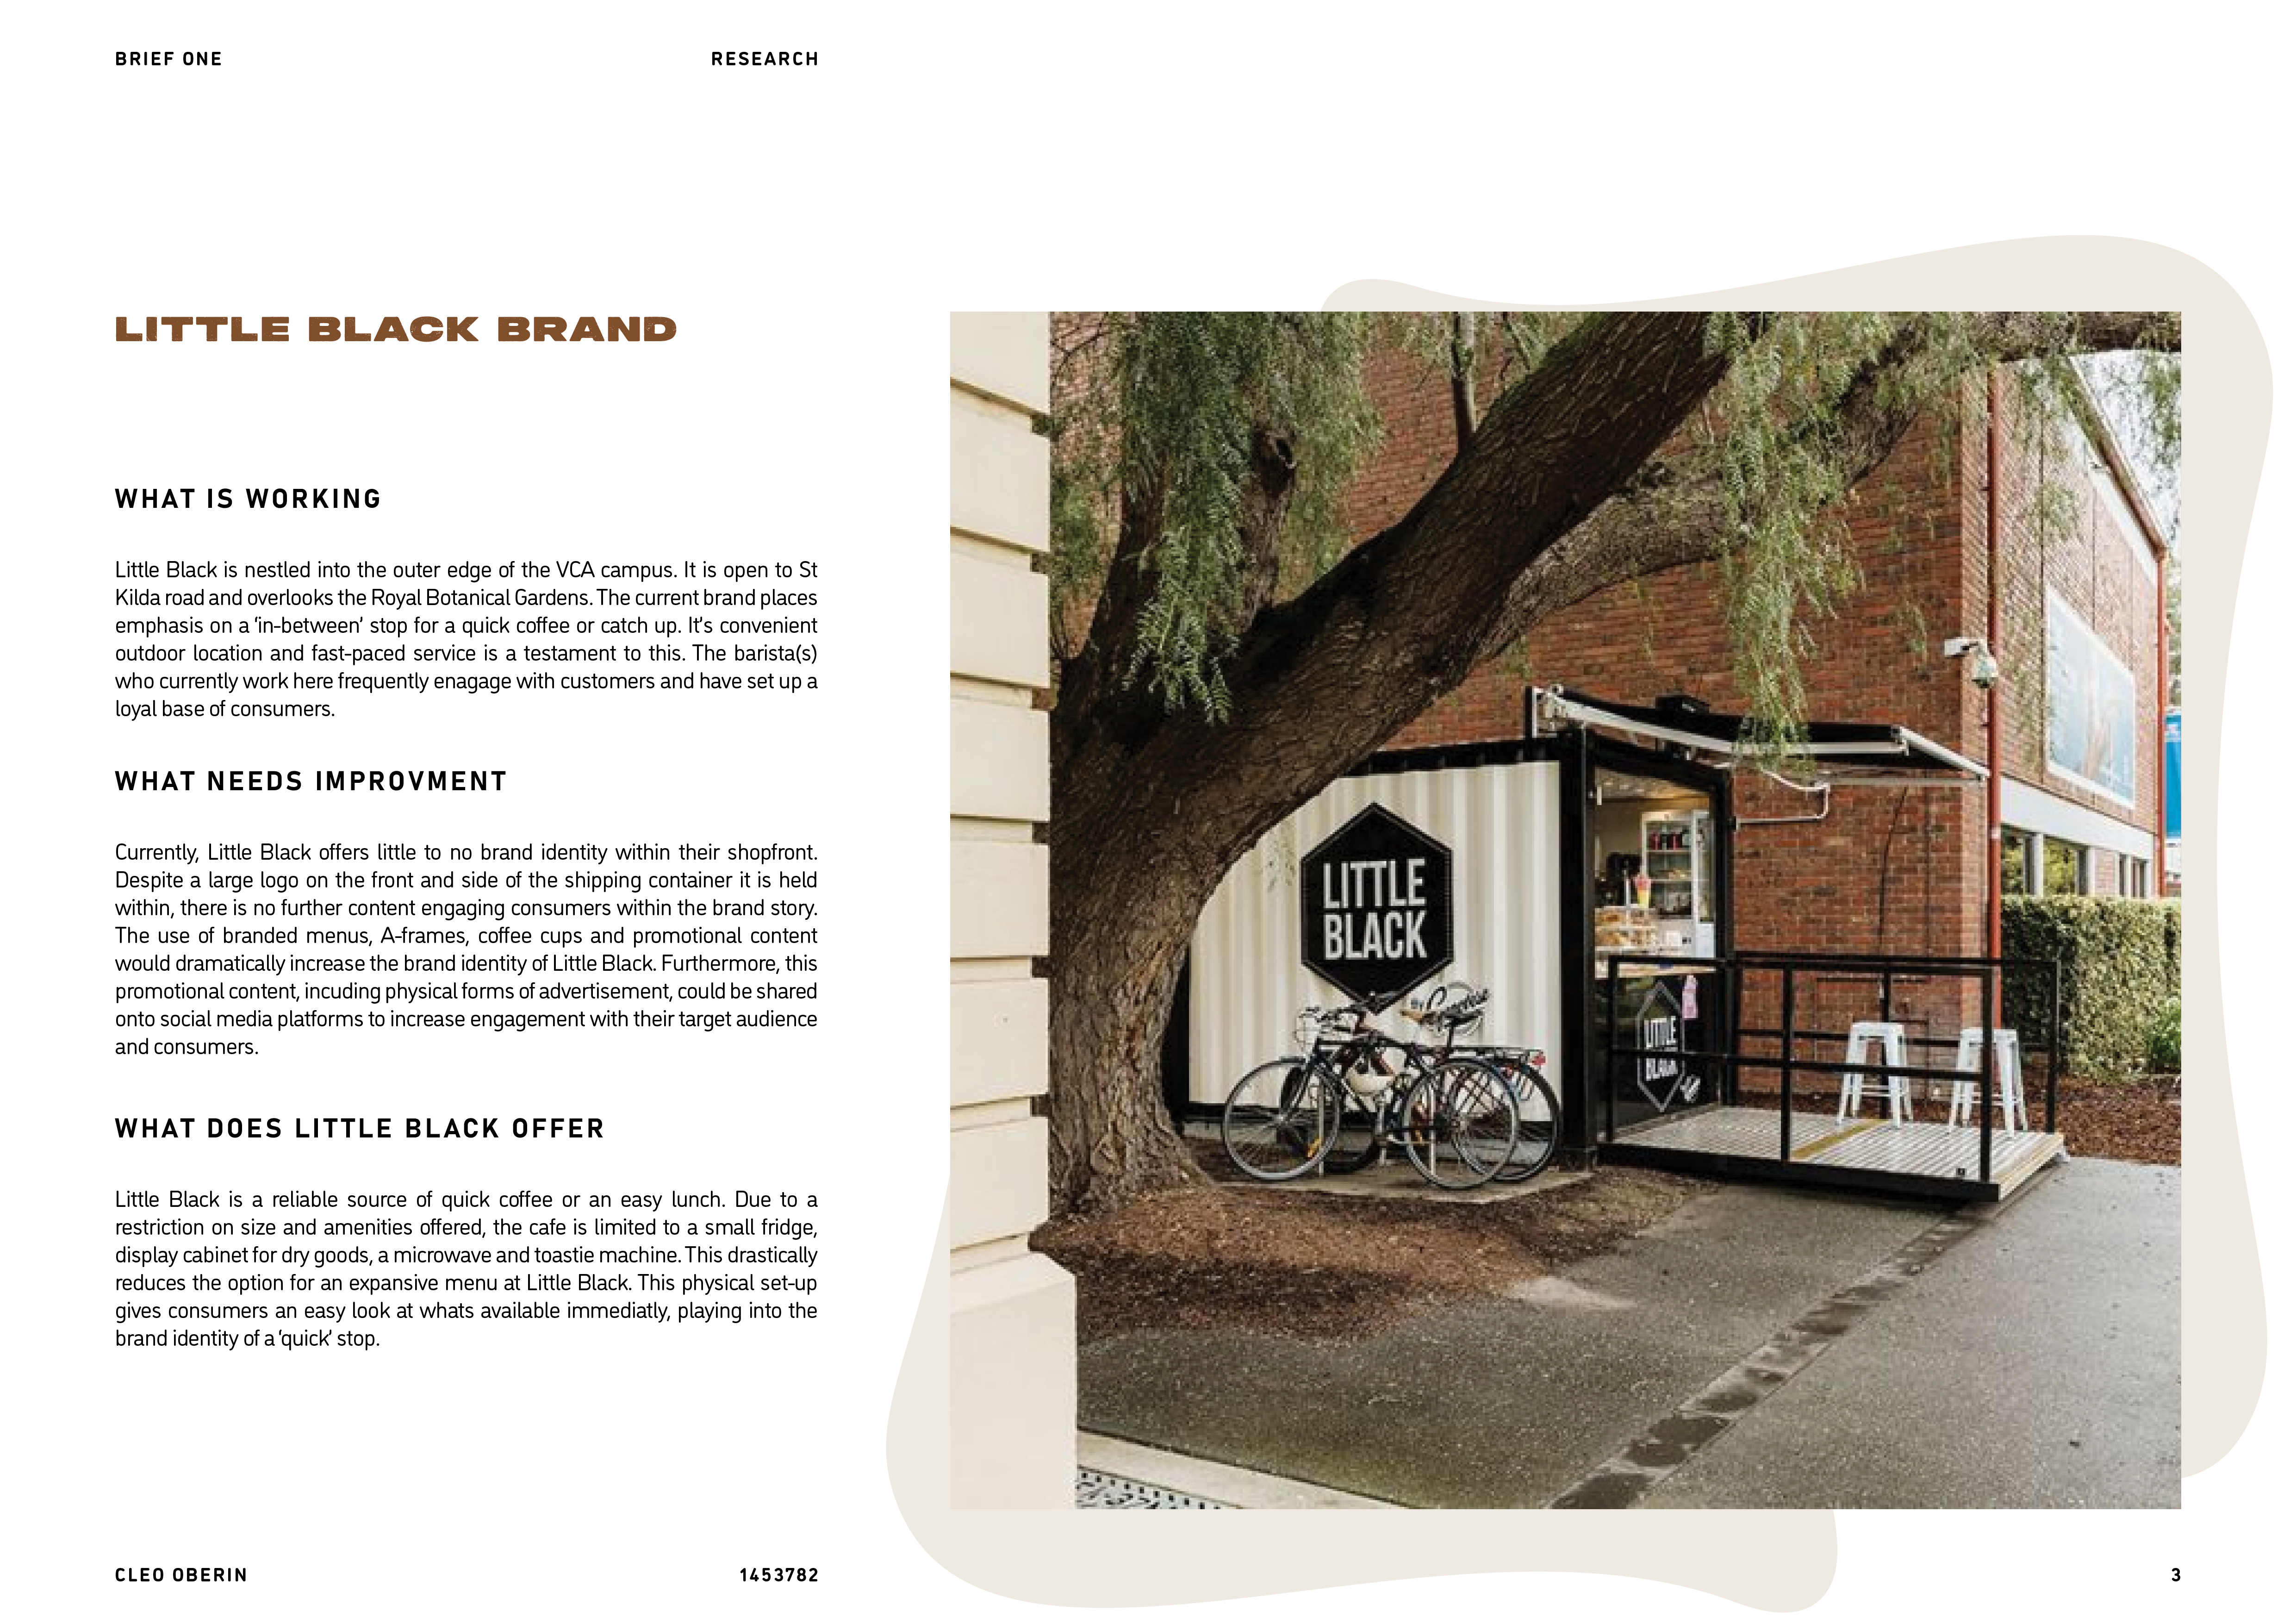 BRIEF ONE
RESEARCH
LITTLE BLACK BRAND
WHAT IS WORKING
Little Black is nestled into the outer edge of the VCA campus. It is open to St
Kilda road and overlooks the Royal Botanical Gardens. The current brand places
emphasis on a ‘in-between’ stop for a quick coffee or catch up. It’s convenient
outdoor location and fast-paced service is a testament to this. The barista(s)
who currently work here frequently enagage with customers and have set up a
loyal base of consumers.
WHAT NEEDS IMPROVMENT
Currently, Little Black offers little to no brand identity within their shopfront.
Despite a large logo on the front and side of the shipping container it is held
within, there is no further content engaging consumers within the brand story.
The use of branded menus, A-frames, coffee cups and promotional content
would dramatically increase the brand identity of Little Black. Furthermore, this
promotional content, incuding physical forms of advertisement, could be shared
onto social media platforms to increase engagement with their target audience
and consumers.
WHAT DOES LITTLE BLACK OFFER
Little Black is a reliable source of quick coffee or an easy lunch. Due to a
restriction on size and amenities offered, the cafe is limited to a small fridge,
display cabinet for dry goods, a microwave and toastie machine. This drastically
reduces the option for an expansive menu at Little Black. This physical set-up
gives consumers an easy look at whats available immediatly, playing into the
brand identity of a ‘quick’ stop.
LITTLE
BLACK
LITTLE
BLACK
CLEO OBERIN
1453782
3